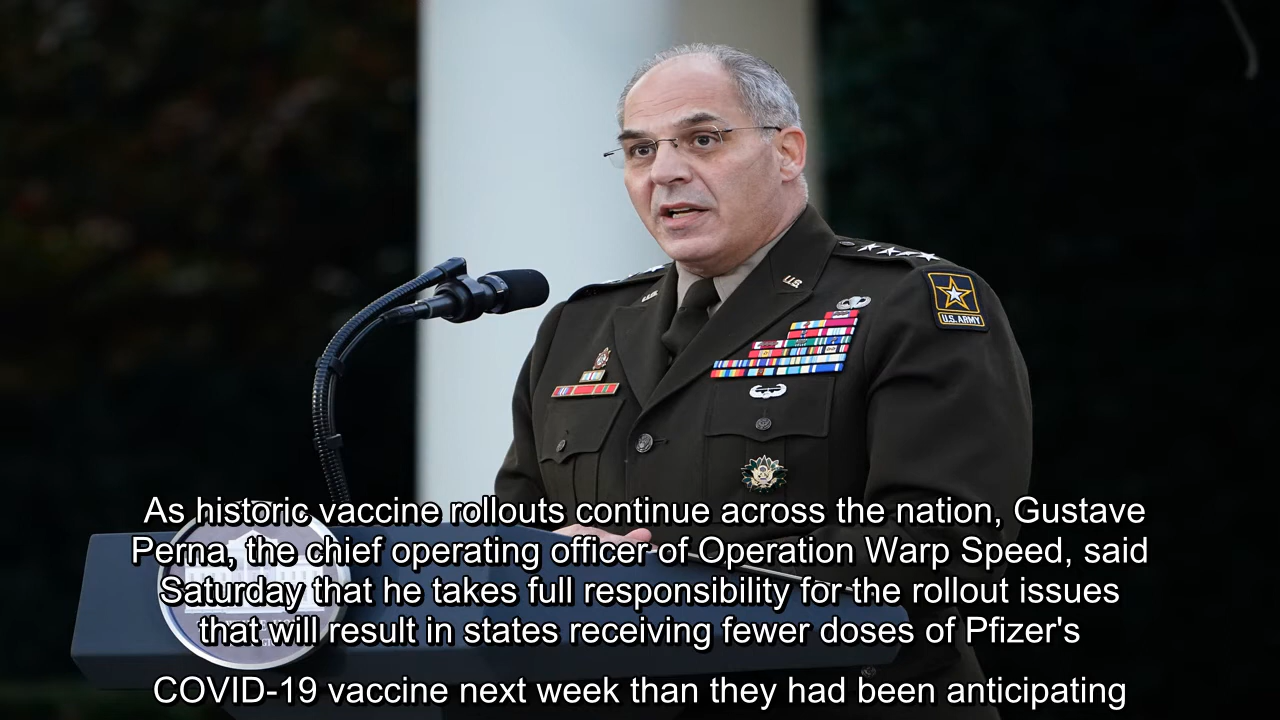 U.S.
U.S.
U.S. ARMY
As historic vaccine rollouts continue across the nation, Gustave
Perna, the chief operating officer of Operation Warp Speed, said
Saturday that he takes full responsibility for the rollout issues
that will result in states receiving fewer doses of Pfizer's
COVID-19 vaccine next week than they had been anticipating